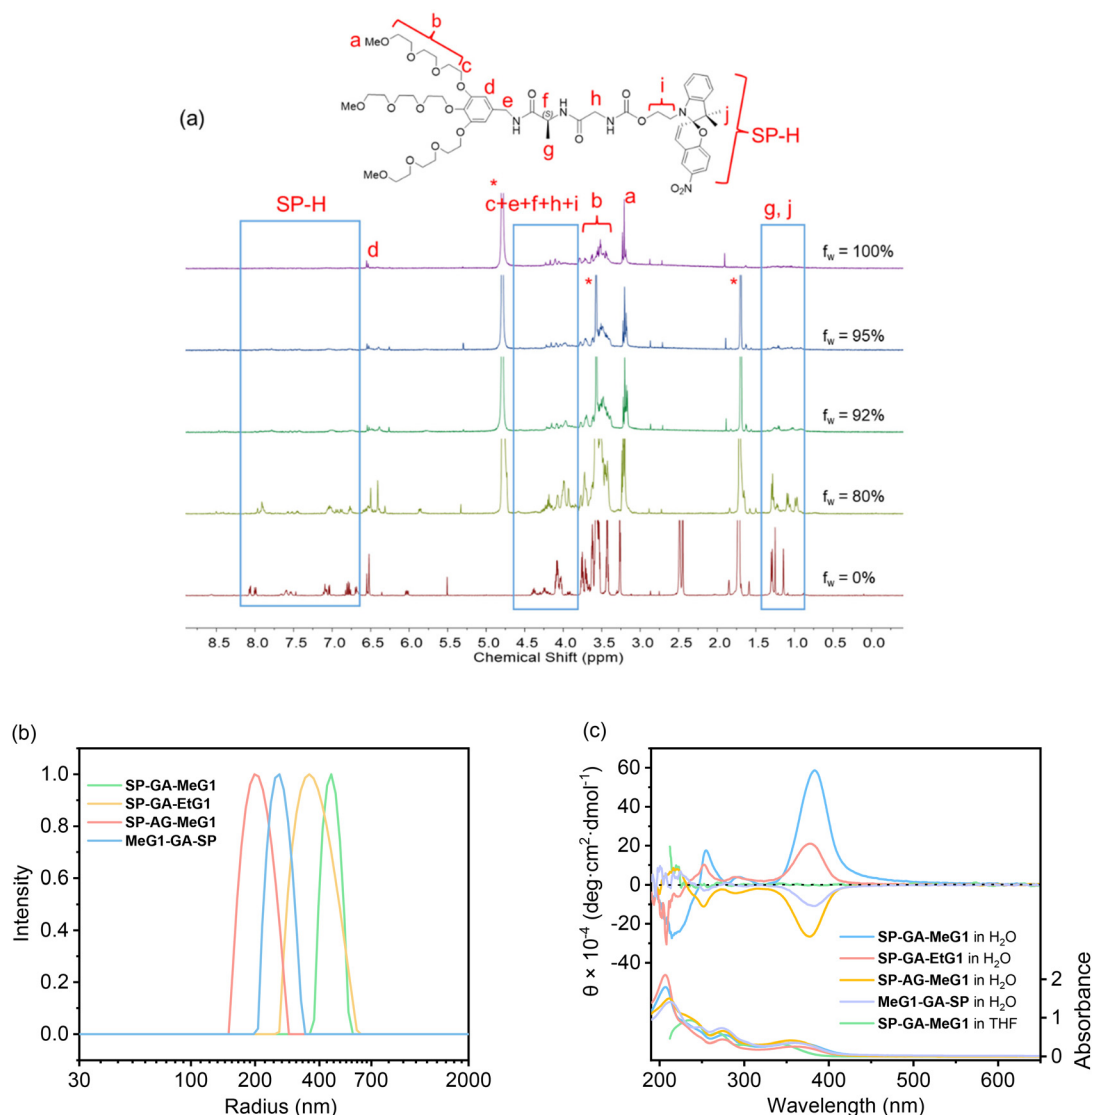 (a)
a
b
c
d
e
f
g
h
i
j
SP-H
MeO
MeO
MeO
O
O
O
O
O
O
O
O
O
O
O
O
O
N
H
(S)
H
N
O
N
H
O
O
N
O
NO₂
SP-H
d
*
c+e+f+h+i
b
a
g, j
f_w = 100%
* *
f_w = 95%
f_w = 92%
f_w = 80%
f_w = 0%
8.5 8.0 7.5 7.0 6.5 6.0 5.5 5.0 4.5 4.0 3.5 3.0 2.5 2.0 1.5 1.0 0.5 0.0
Chemical Shift (ppm)
(b)
Intensity
1.0
0.8
0.6
0.4
0.2
0.0
SP-GA-MeG1
SP-GA-EtG1
SP-AG-MeG1
MeG1-GA-SP
30 100 200 400 700 2000
Radius (nm)
(c)
θ × 10⁻⁴ (deg·cm²·dmol⁻¹)
60
40
20
0
-20
-40
SP-GA-MeG1 in H₂O
SP-GA-EtG1 in H₂O
SP-AG-MeG1 in H₂O
MeG1-GA-SP in H₂O
SP-GA-MeG1 in THF
2
1
0
Absorbance
200 300 400 500 600
Wavelength (nm)